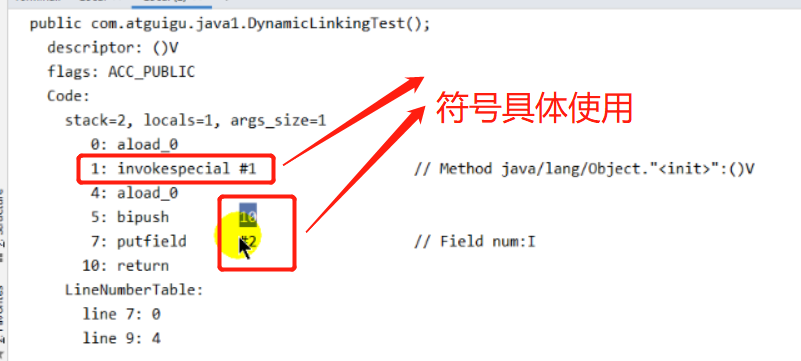 public com.atguigu.java1.DynamicLinkingTest();
descriptor: ()V
flags: ACC_PUBLIC
Code:
stack=2, locals=1, args_size=1
0: aload_0
1: invokespecial #1 // Method java/lang/Object."<init>":()V
4: aload_0
5: bipush 10
7: putfield #2 // Field num:I
10: return
LineNumberTable:
line 7: 0
line 9: 4
符号具体使用